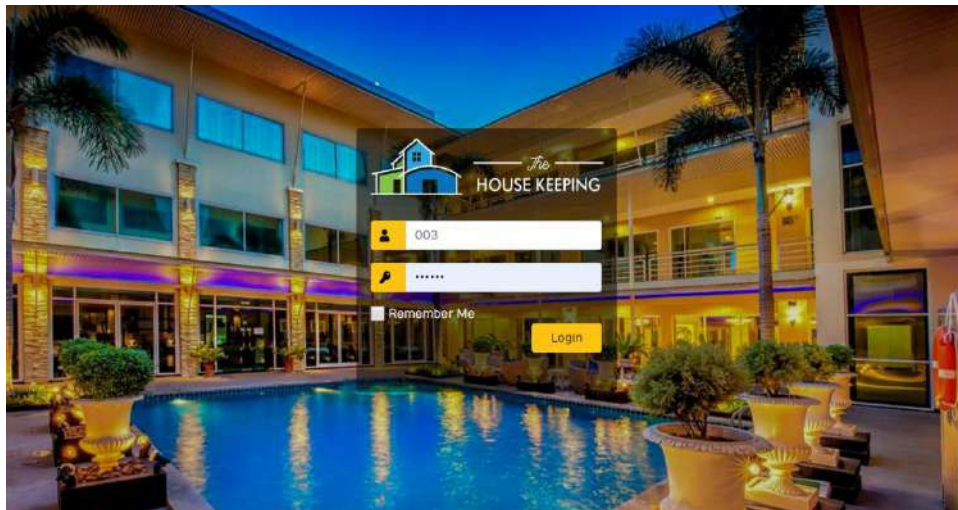 The
HOUSE KEEPING
003
••••••
Remember Me
Login